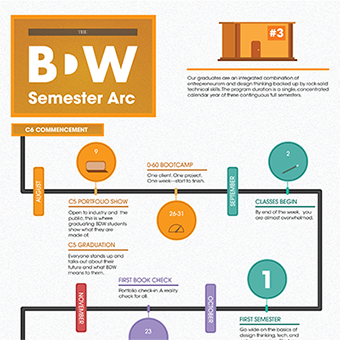 THE
BDW
Semester Arc
#3
Our graduates are an integrated combination of
entrepreneurism and design thinking backed up by rock solid
technical skills The program duration is a single, concentrated
calendar year of three continguous full semesters.
C6 COMMENCEMENT
9
0-60 BOOTCAMP
One client. One project.
One week—start to finish.
2
AUGUST
SEPTEMBER
C5 PORTFOLIO SHOW
Open to industry and the
public, this is where
graduating BDW students
show what they are
made of.
26-31
CLASSES BEGIN
By end of the week, you
are almost overwhelmed.
C5 GRADUATION
Everyone stands up and
talks out about their
future and what BDW
means to them.
FIRST BOOK CHECK
Portfolio check-in A reality
check for all.
1
NOVEMBER
OCTOBER
23
FIRST SEMESTER
Go wide on the basics of
design thinking, tech, and